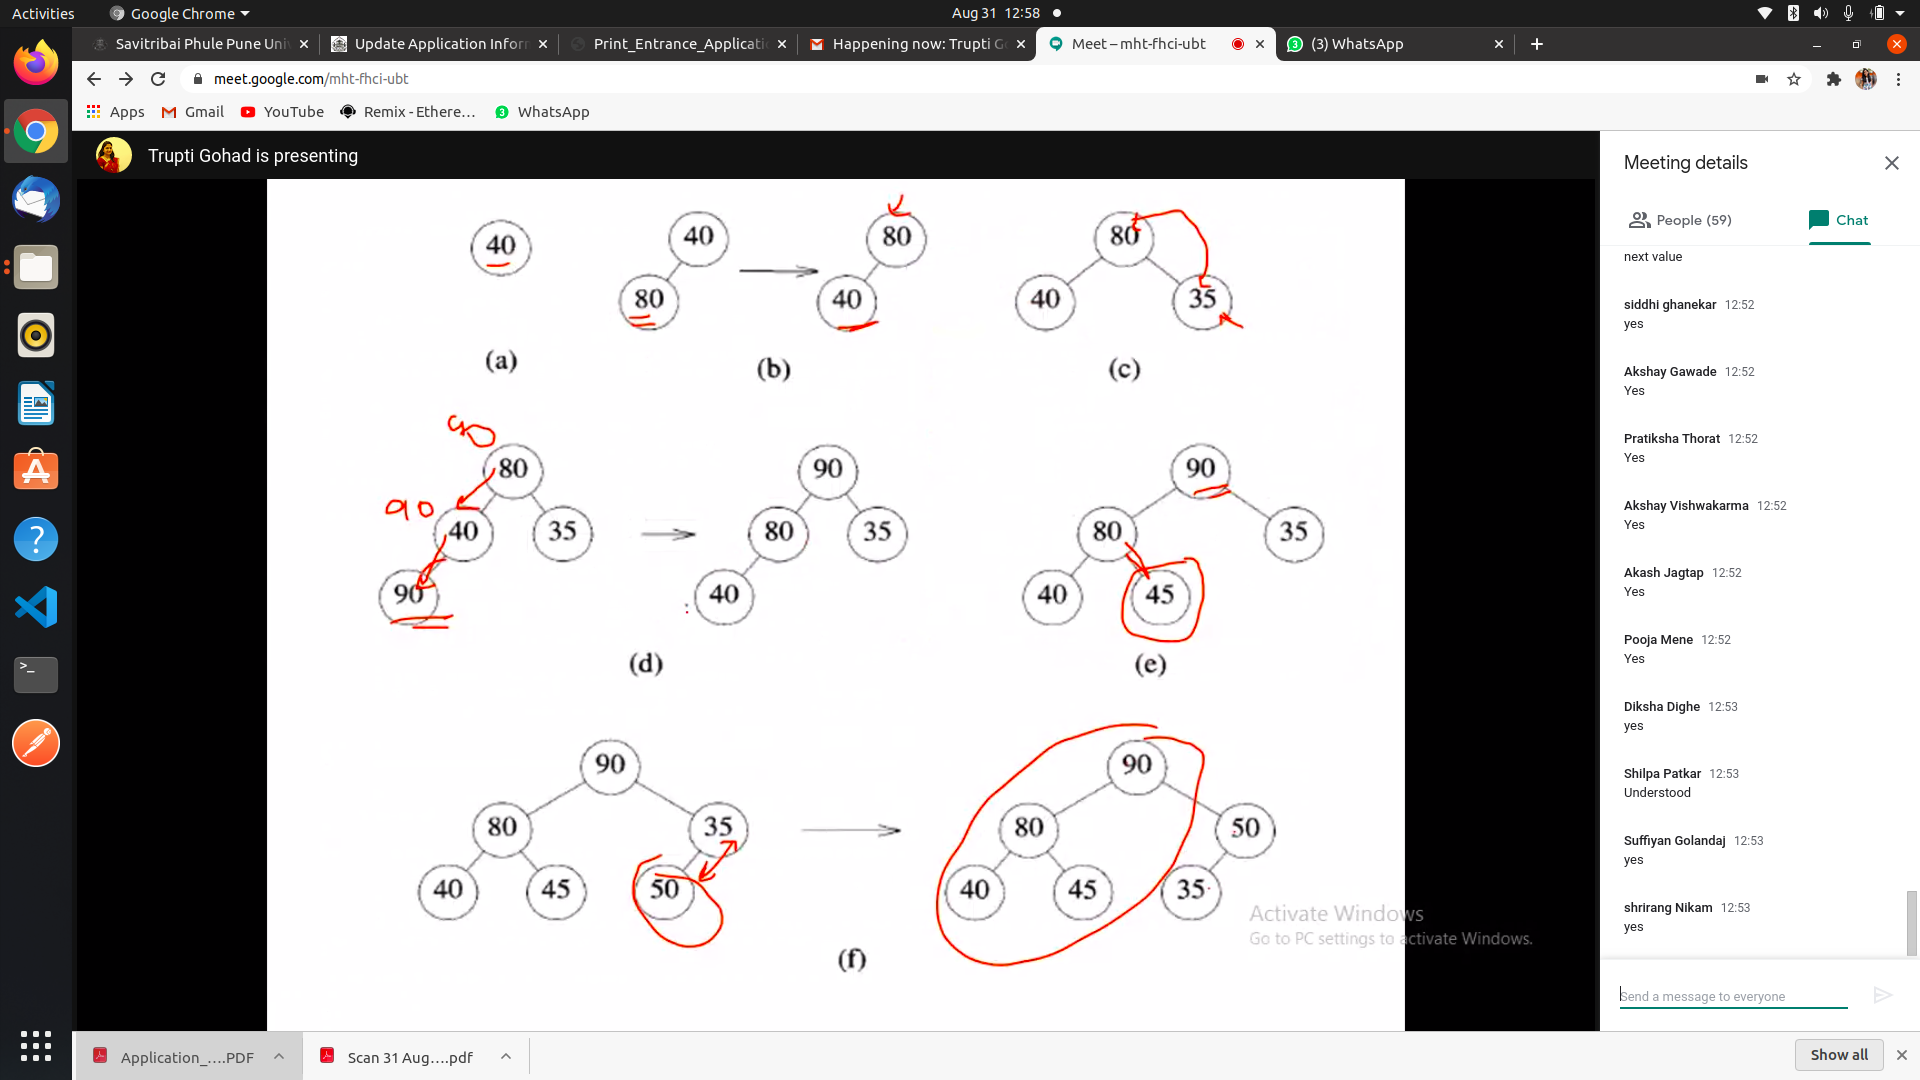 Activities
Google Chrome
Aug 31 12:58
Savitribai Phule Pune Uni
Update Application Inforr
Print_Entrance_Applicati
Happening now: Trupti G
Meet – mht-fhci-ubt
(3) WhatsApp
meet.google.com/mht-fhci-ubt
Apps
Gmail
YouTube
Remix - Ethere…
3 WhatsApp
Trupti Gohad is presenting
40
40
80
80
40
80
40
35
(a)
(b)
(c)
90
80
90
40
35
90
90
80
35
40
90
80
35
40
45
(d)
(e)
90
80
35
40
45
50
90
80
50
40
45
35
(f)
Activate Windows
Go to PC settings to activate Windows.
Meeting details
People (59)
Chat
next value
siddhi ghanekar 12:52
yes
Akshay Gawade 12:52
Yes
Pratiksha Thorat 12:52
Yes
Akshay Vishwakarma 12:52
Yes
Akash Jagtap 12:52
Yes
Pooja Mene 12:52
Yes
Diksha Dighe 12:53
yes
Shilpa Patkar 12:53
Understood
Suffiyan Golandaj 12:53
yes
shrirang Nikam 12:53
yes
Send a message to everyone
Application_....PDF
Scan 31 Aug....pdf
Show all